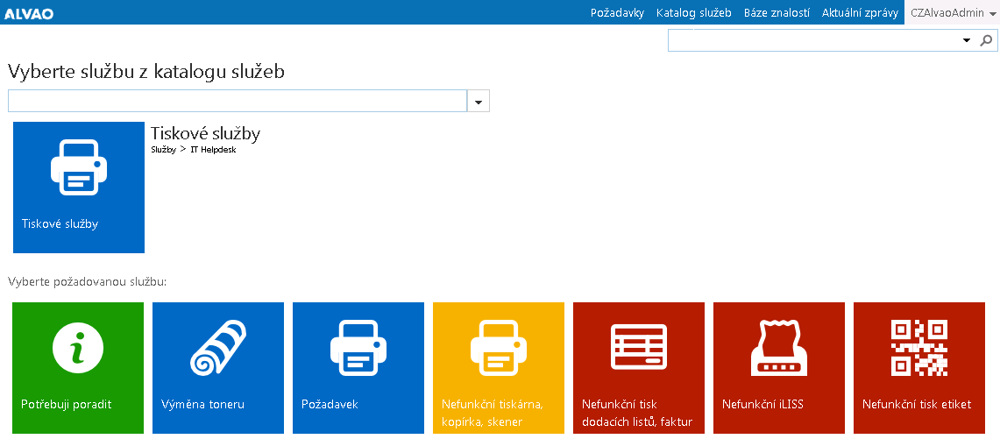 ALVAO
Požadavky Katalog služeb Báze znalostí Aktuální zprávy CZAlvaoAdmin
Vyberte službu z katalogu služeb
Tiskové služby
Služby > IT Helpdesk
Tiskové služby
Vyberte požadovanou službu:
Potřebuji poradit
Výměna toneru
Požadavek
Nefunkční tiskárna,
kopírka, skener
Nefunkční tisk
dodacích listů, faktur
Nefunkční iLISS
Nefunkční tisk etiket